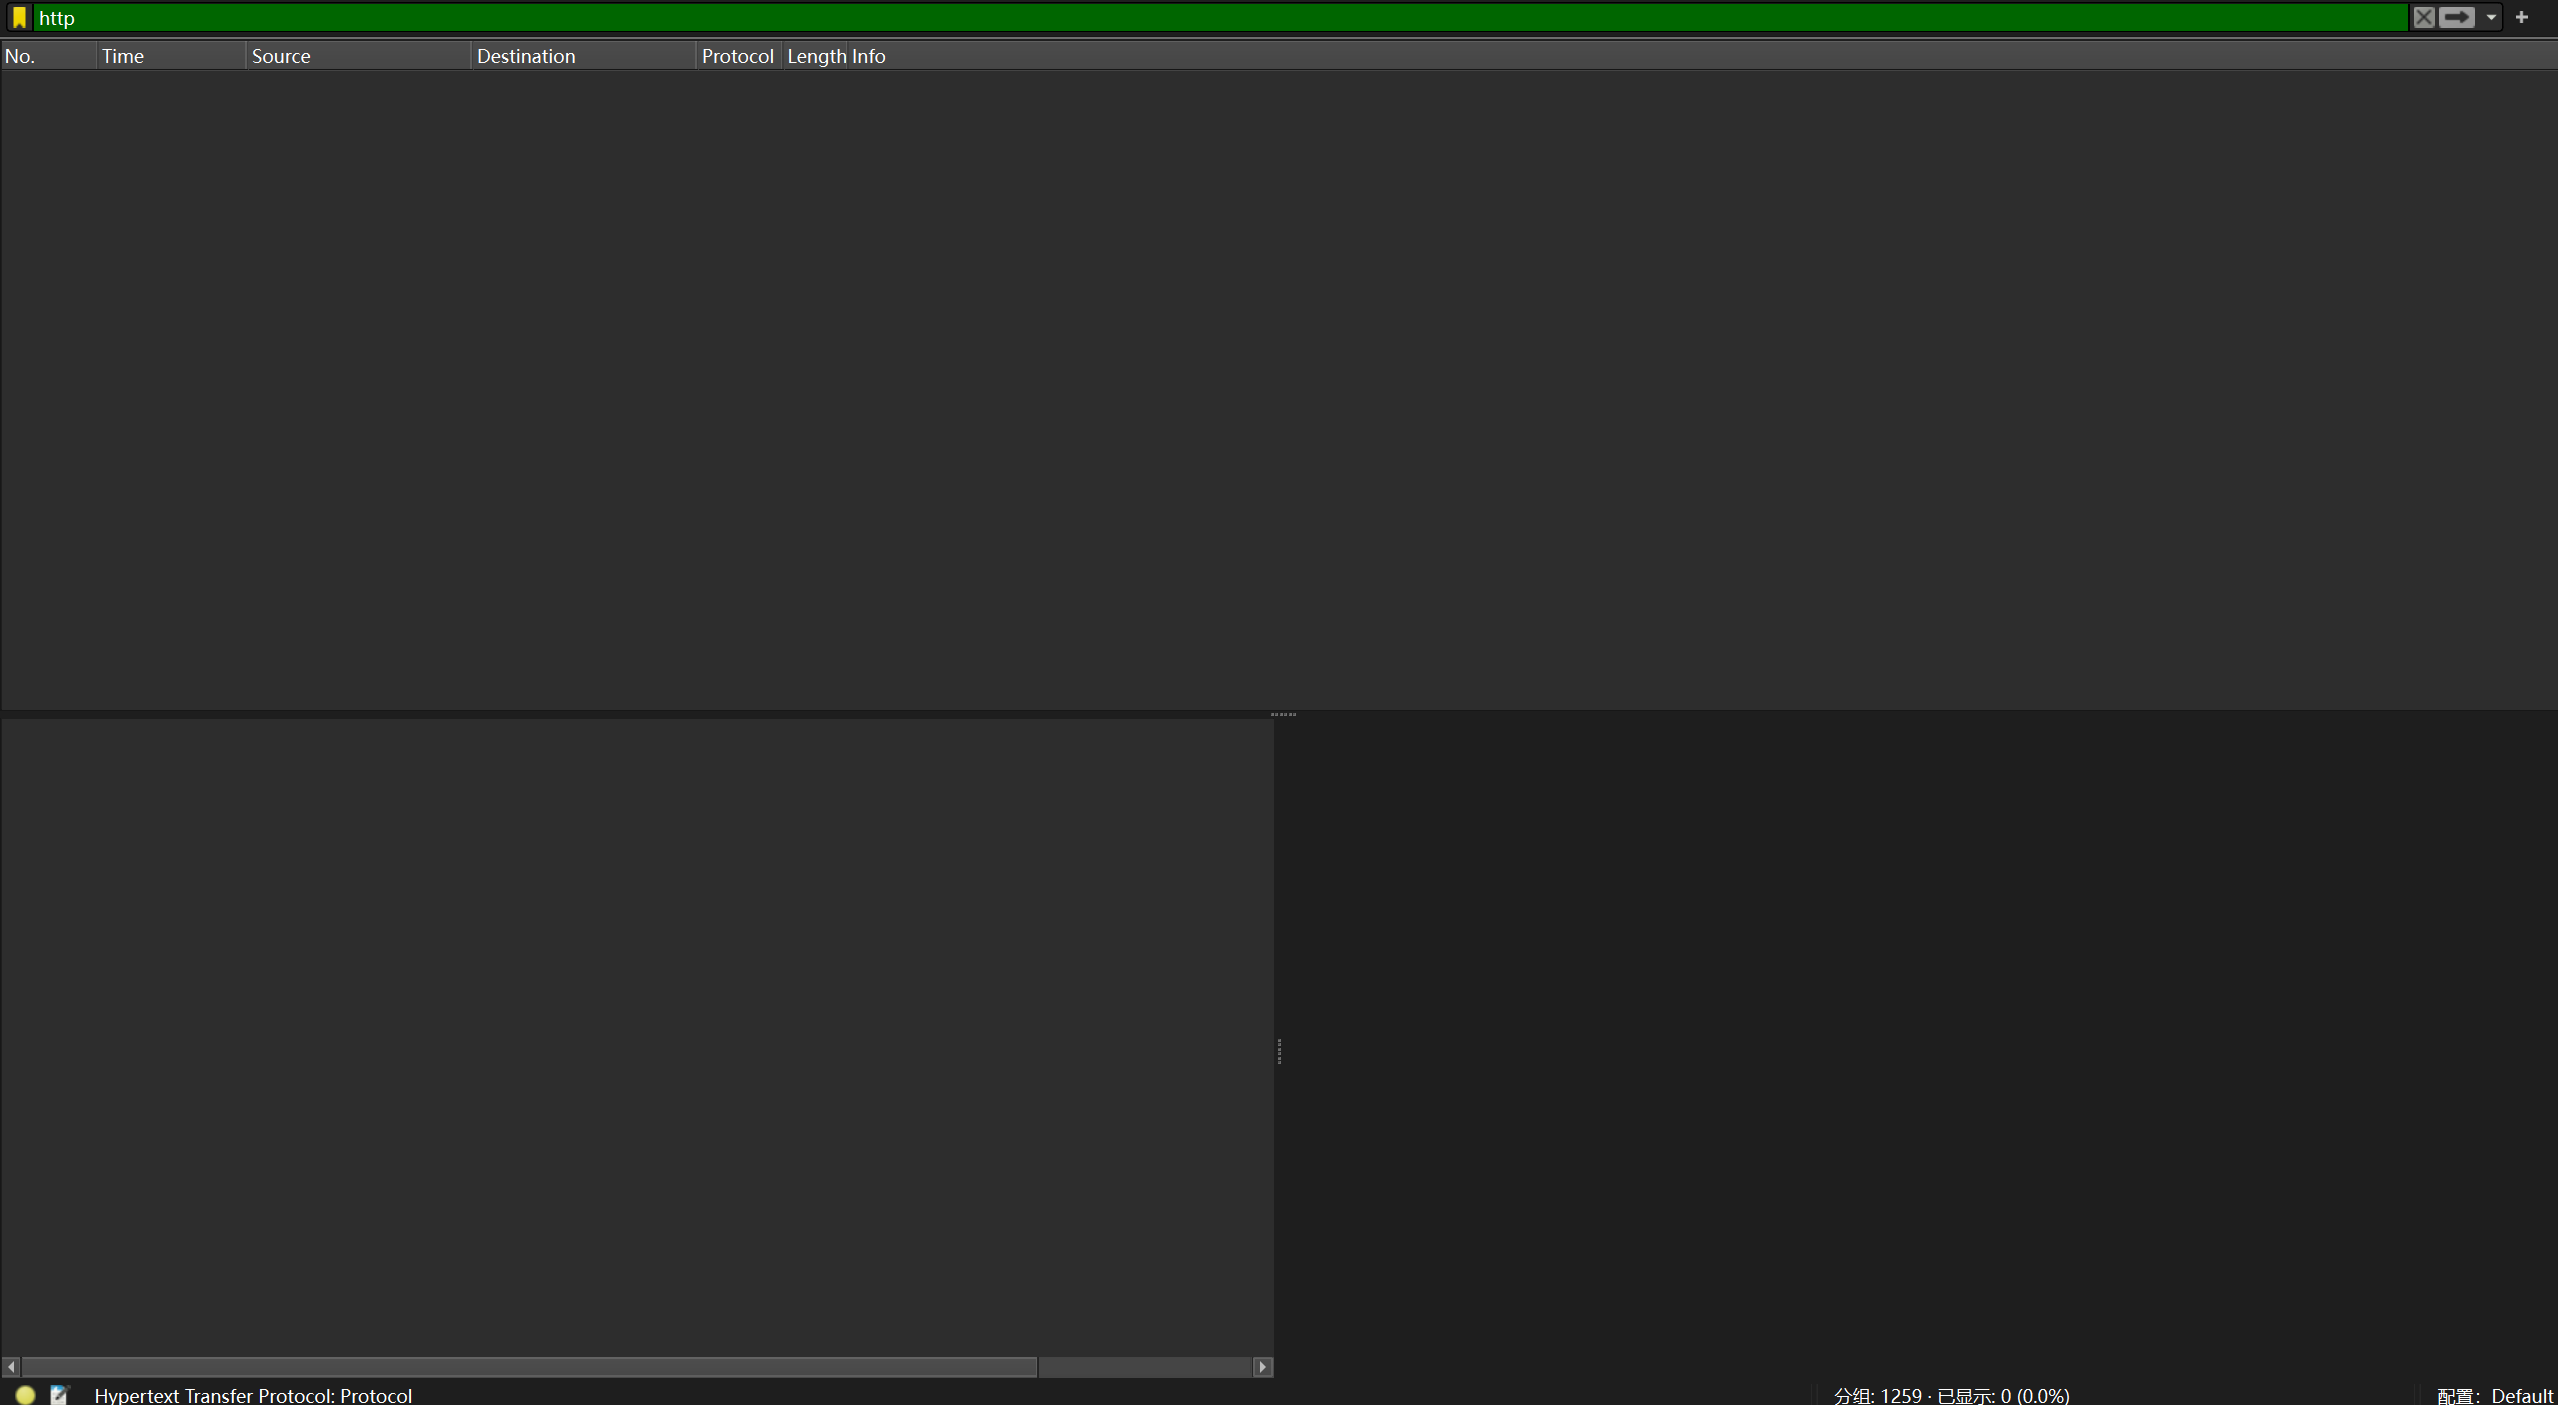 http
No. Time Source Destination Protocol Length Info
Hypertext Transfer Protocol: Protocol 分组: 1259 · 已显示: 0 (0.0%) 配置: Default